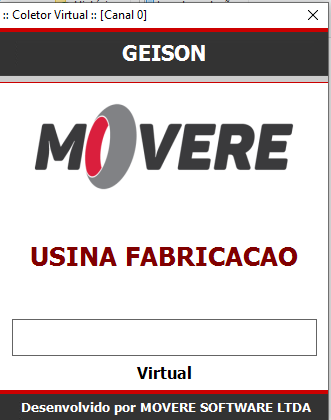 :: Coletor Virtual :: [Canal 0]
GEISON
MOVERE
USINA FABRICACAO
Virtual
Desenvolvido por MOVERE SOFTWARE LTDA